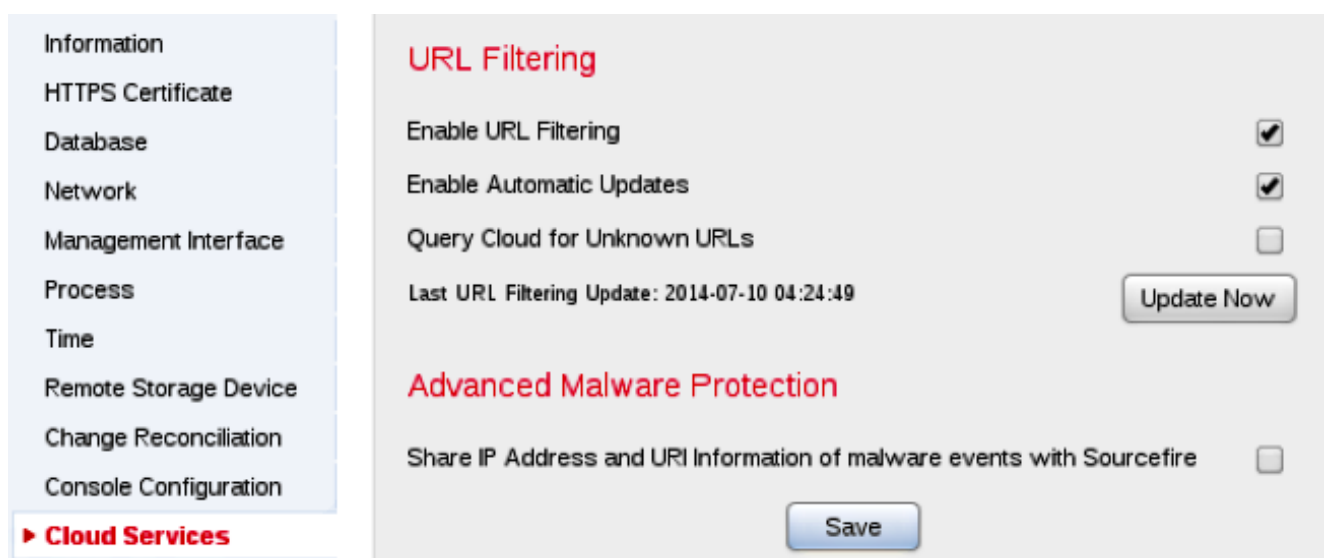 Information
HTTPS Certificate
Database
Network
Management Interface
Process
Time
Remote Storage Device
Change Reconciliation
Console Configuration
Cloud Services
URL Filtering
Enable URL Filtering
Enable Automatic Updates
Query Cloud for Unknown URLs
Last URL Filtering Update: 2014-07-10 04:24:49
Update Now
Advanced Malware Protection
Share IP Address and URI Information of malware events with Sourcefire
Save